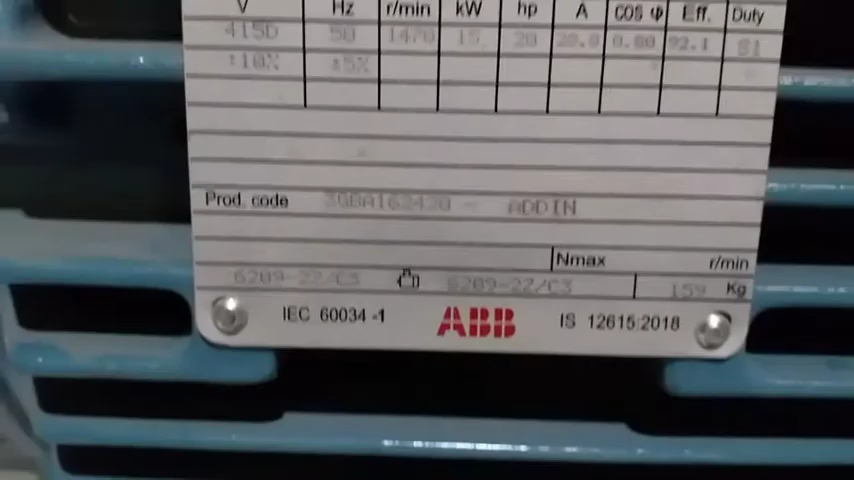 V Hz r/min kW hp A COS φ Eff. Duty
415D 50 1470 15 20 0.80 92.1 S1
±10% ±5%
Prod. code - ADDIN
Nmax r/min
6209-2Z/C3 6209-2Z/C3 159 Kg
IEC 60034-1 ABB IS 12615:2018